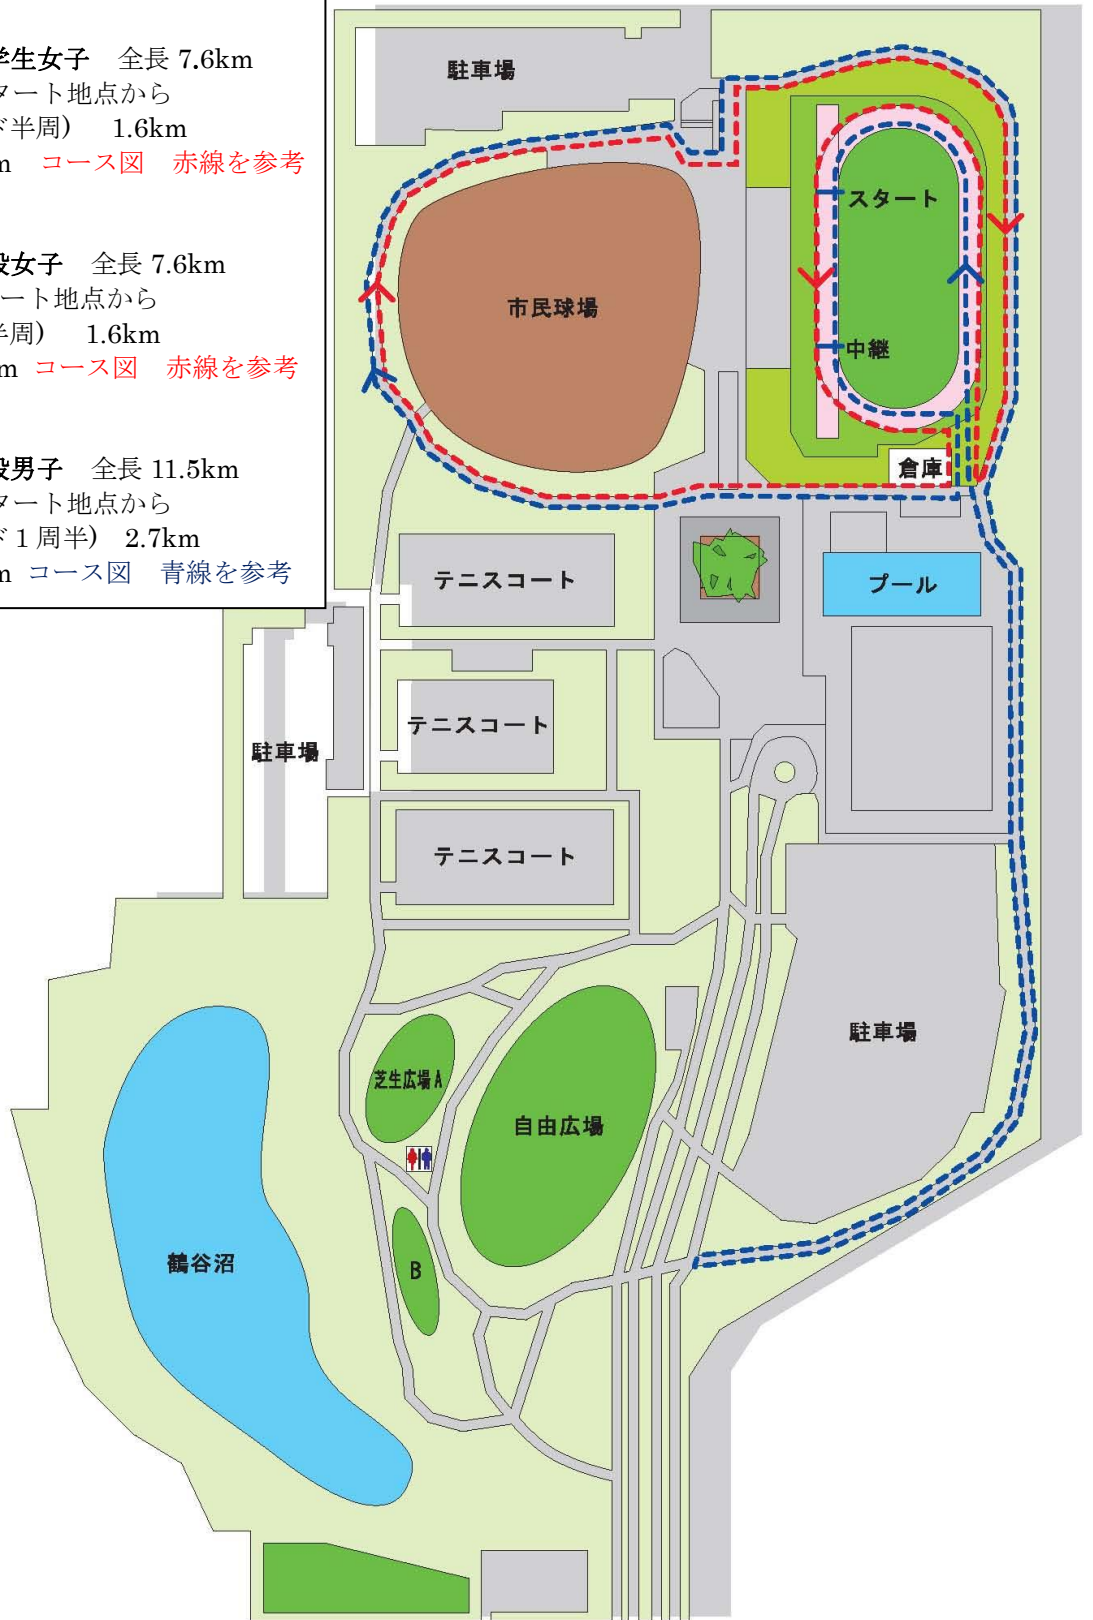 学生女子　全長 7.6km
タート地点から
ド半周)　1.6km
m　コース図　赤線を参考
般女子　全長 7.6km
ート地点から
半周)　1.6km
m コース図　赤線を参考
般男子　全長 11.5km
タート地点から
ド１周半)　2.7km
m コース図　青線を参考
駐車場
スタート
市民球場
中継
倉庫
テニスコート
プール
テニスコート
駐車場
テニスコート
駐車場
芝生広場A
自由広場
鶴谷沼
B